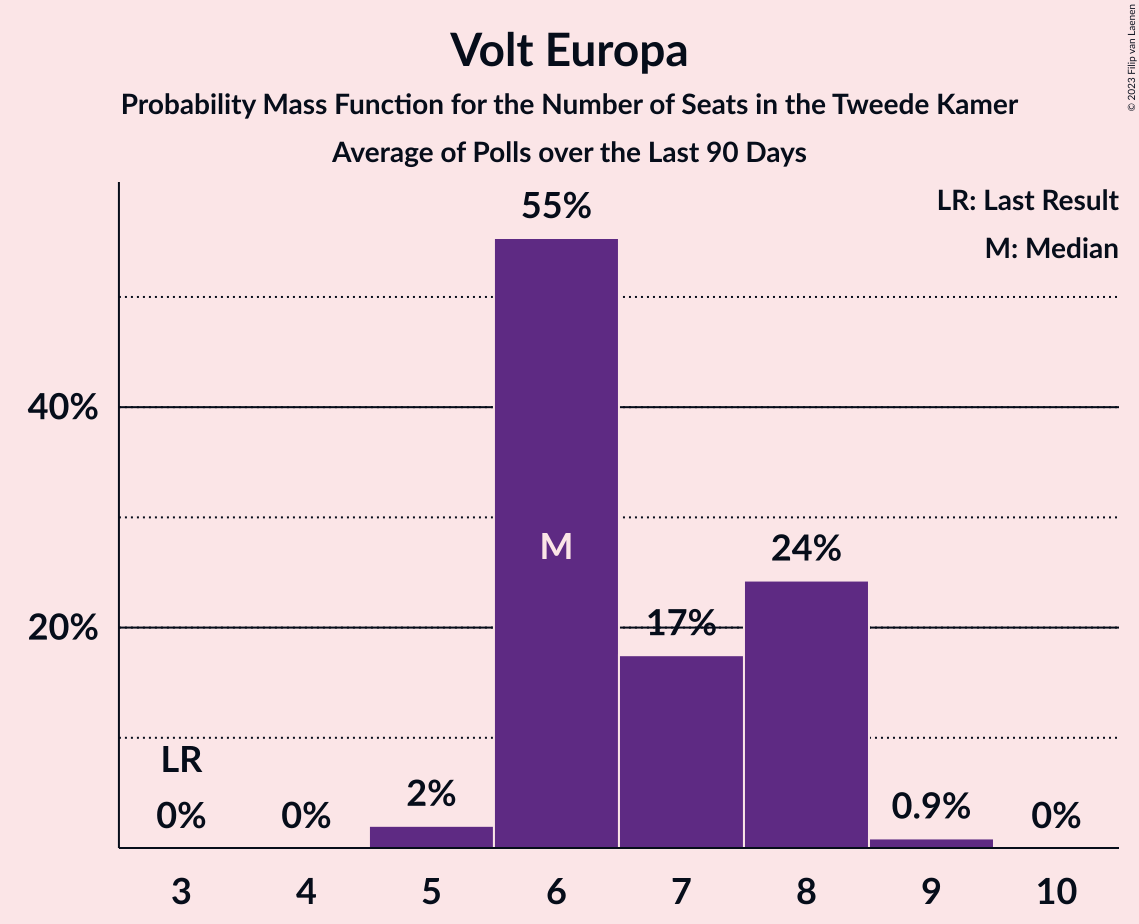 Volt Europa
Probability Mass Function for the Number of Seats in the Tweede Kamer
Average of Polls over the Last 90 Days
© 2023 Filip van Laenen
LR: Last Result
M: Median
55%
40%
M
24%
20%
17%
LR
0%
0%
2%
0.9%
0%
3 4 5 6 7 8 9 10